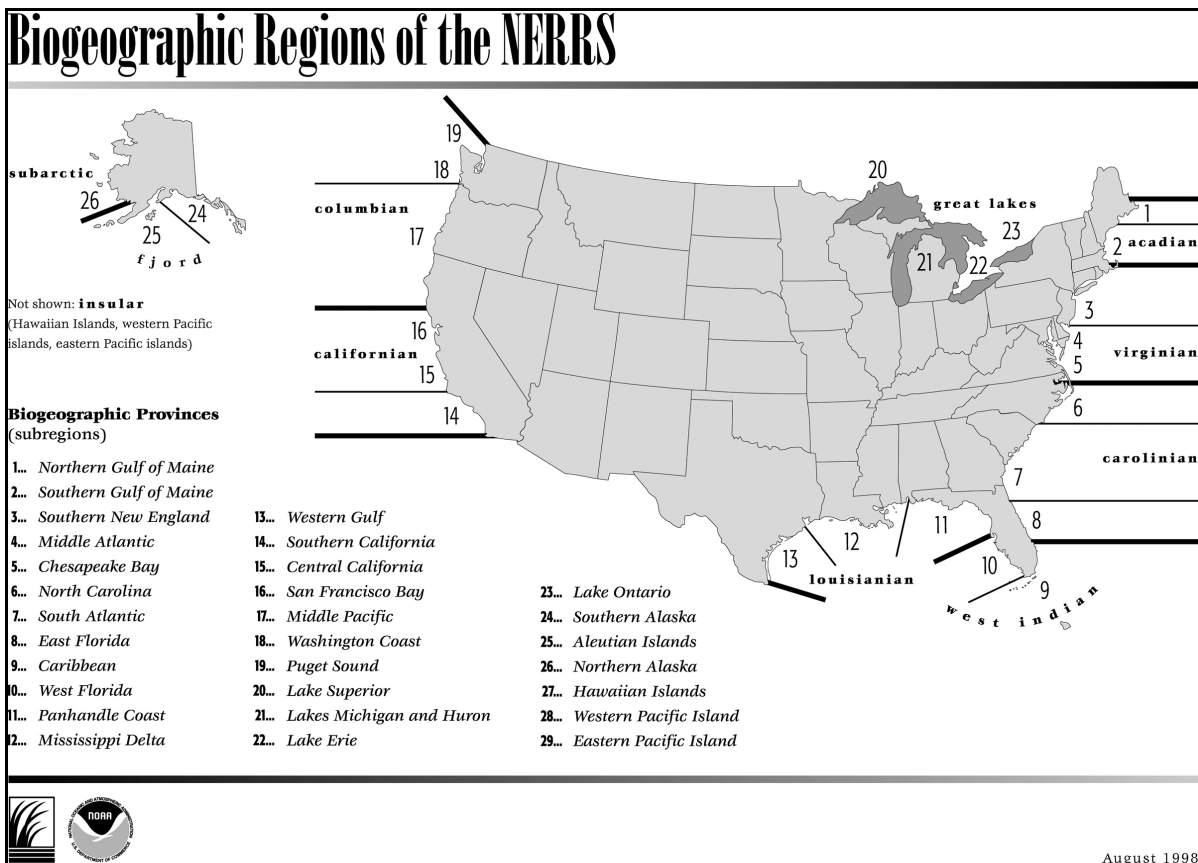 Biogeographic Regions of the NERRS
subarctic
26
25
24
fjord
Not shown: insular
(Hawaiian Islands, western Pacific
islands, eastern Pacific islands)
19
18
columbian
17
16
californian
15
14
20
great lakes
23
21
22
1
2
acadian
3
4
virginian
5
6
carolinian
7
8
11
12
10
13
louisianian
9
west indian
Biogeographic Provinces
(subregions)
1... Northern Gulf of Maine
2... Southern Gulf of Maine
3... Southern New England
4... Middle Atlantic
5... Chesapeake Bay
6... North Carolina
7... South Atlantic
8... East Florida
9... Caribbean
10... West Florida
11... Panhandle Coast
12... Mississippi Delta
13... Western Gulf
14... Southern California
15... Central California
16... San Francisco Bay
17... Middle Pacific
18... Washington Coast
19... Puget Sound
20... Lake Superior
21... Lakes Michigan and Huron
22... Lake Erie
23... Lake Ontario
24... Southern Alaska
25... Aleutian Islands
26... Northern Alaska
27... Hawaiian Islands
28... Western Pacific Island
29... Eastern Pacific Island
NATIONAL OCEANIC AND ATMOSPHERIC ADMINISTRATION
NOAA
U.S. DEPARTMENT OF COMMERCE
August 1998